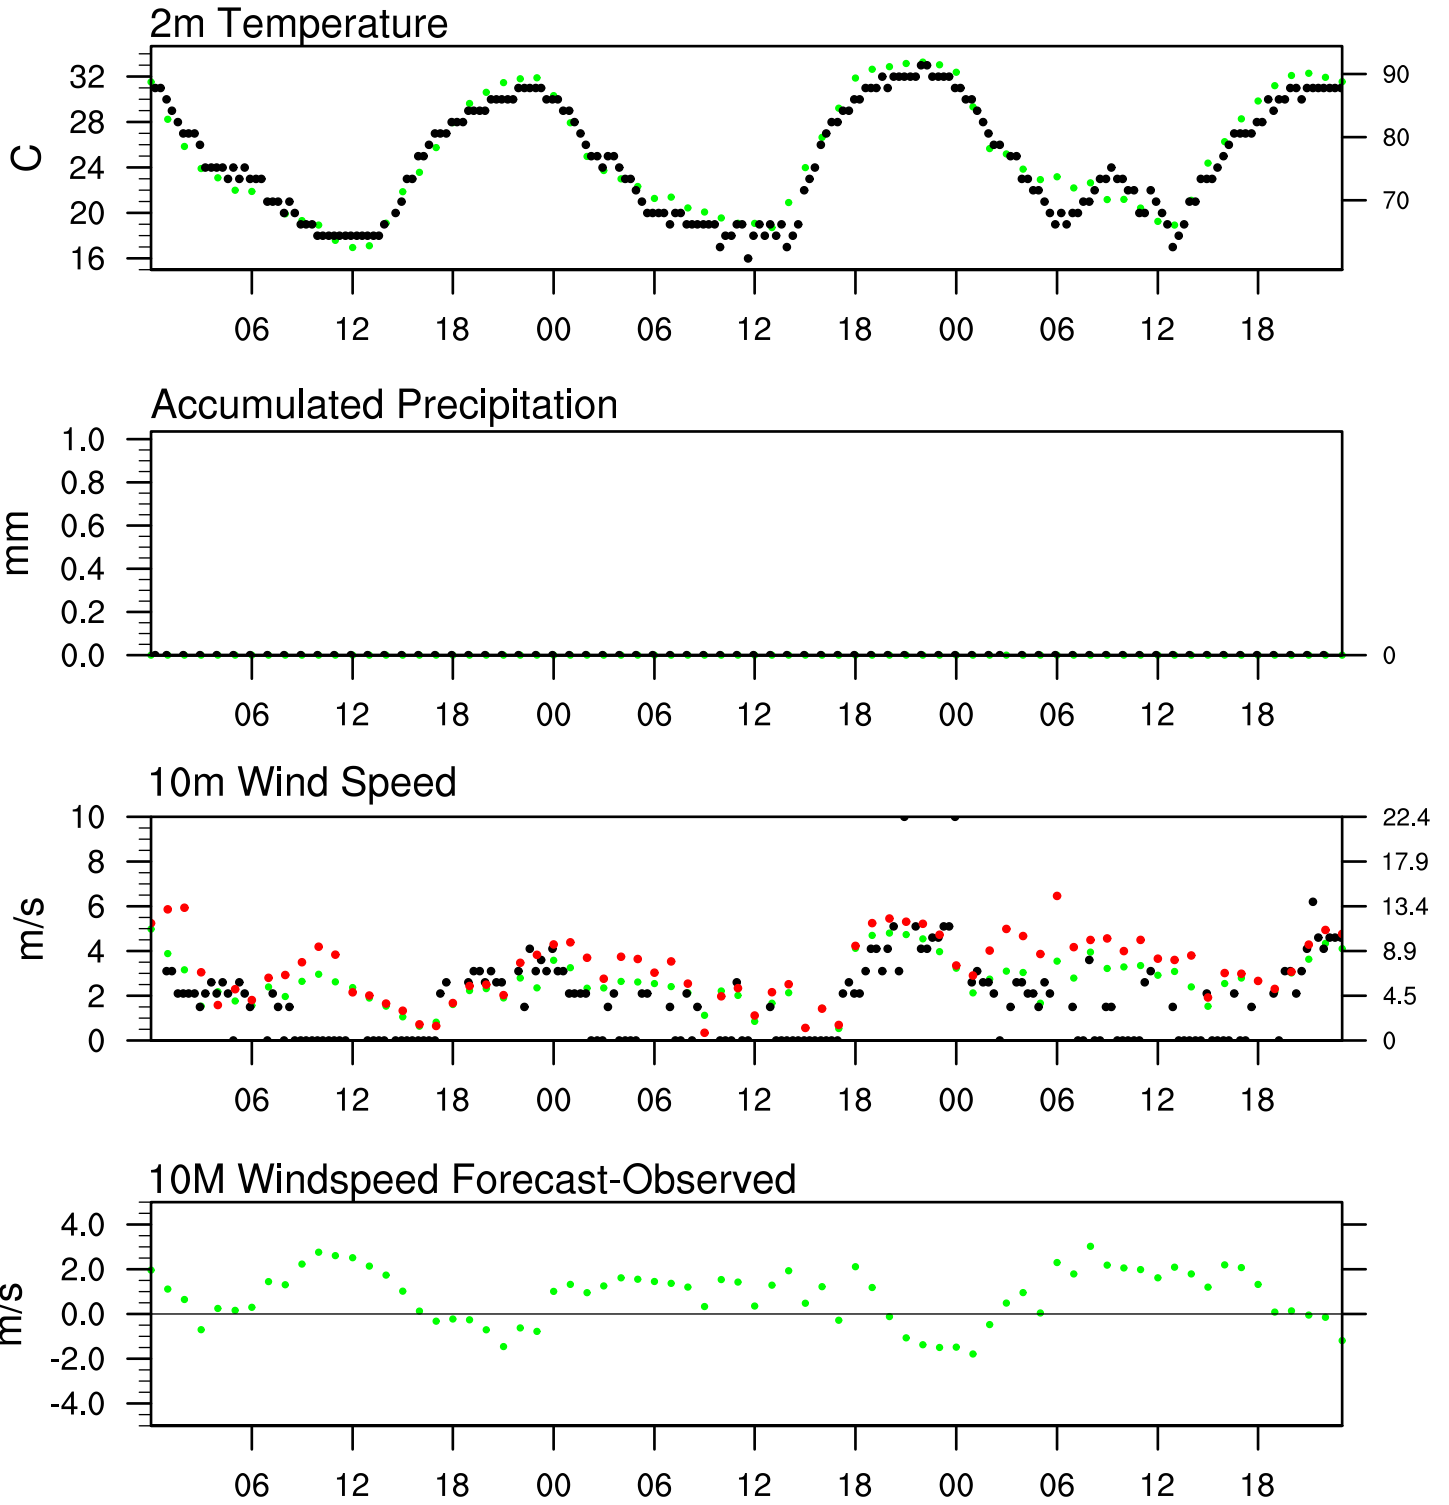 2m Temperature
C
32
28
24
20
16
90
80
70
06 12 18 00 06 12 18 00 06 12 18
Accumulated Precipitation
mm
1.0
0.8
0.6
0.4
0.2
0.0
0
06 12 18 00 06 12 18 00 06 12 18
10m Wind Speed
m/s
10
8
6
4
2
0
22.4
17.9
13.4
8.9
4.5
0
06 12 18 00 06 12 18 00 06 12 18
10M Windspeed Forecast-Observed
m/s
4.0
2.0
0.0
-2.0
-4.0
06 12 18 00 06 12 18 00 06 12 18